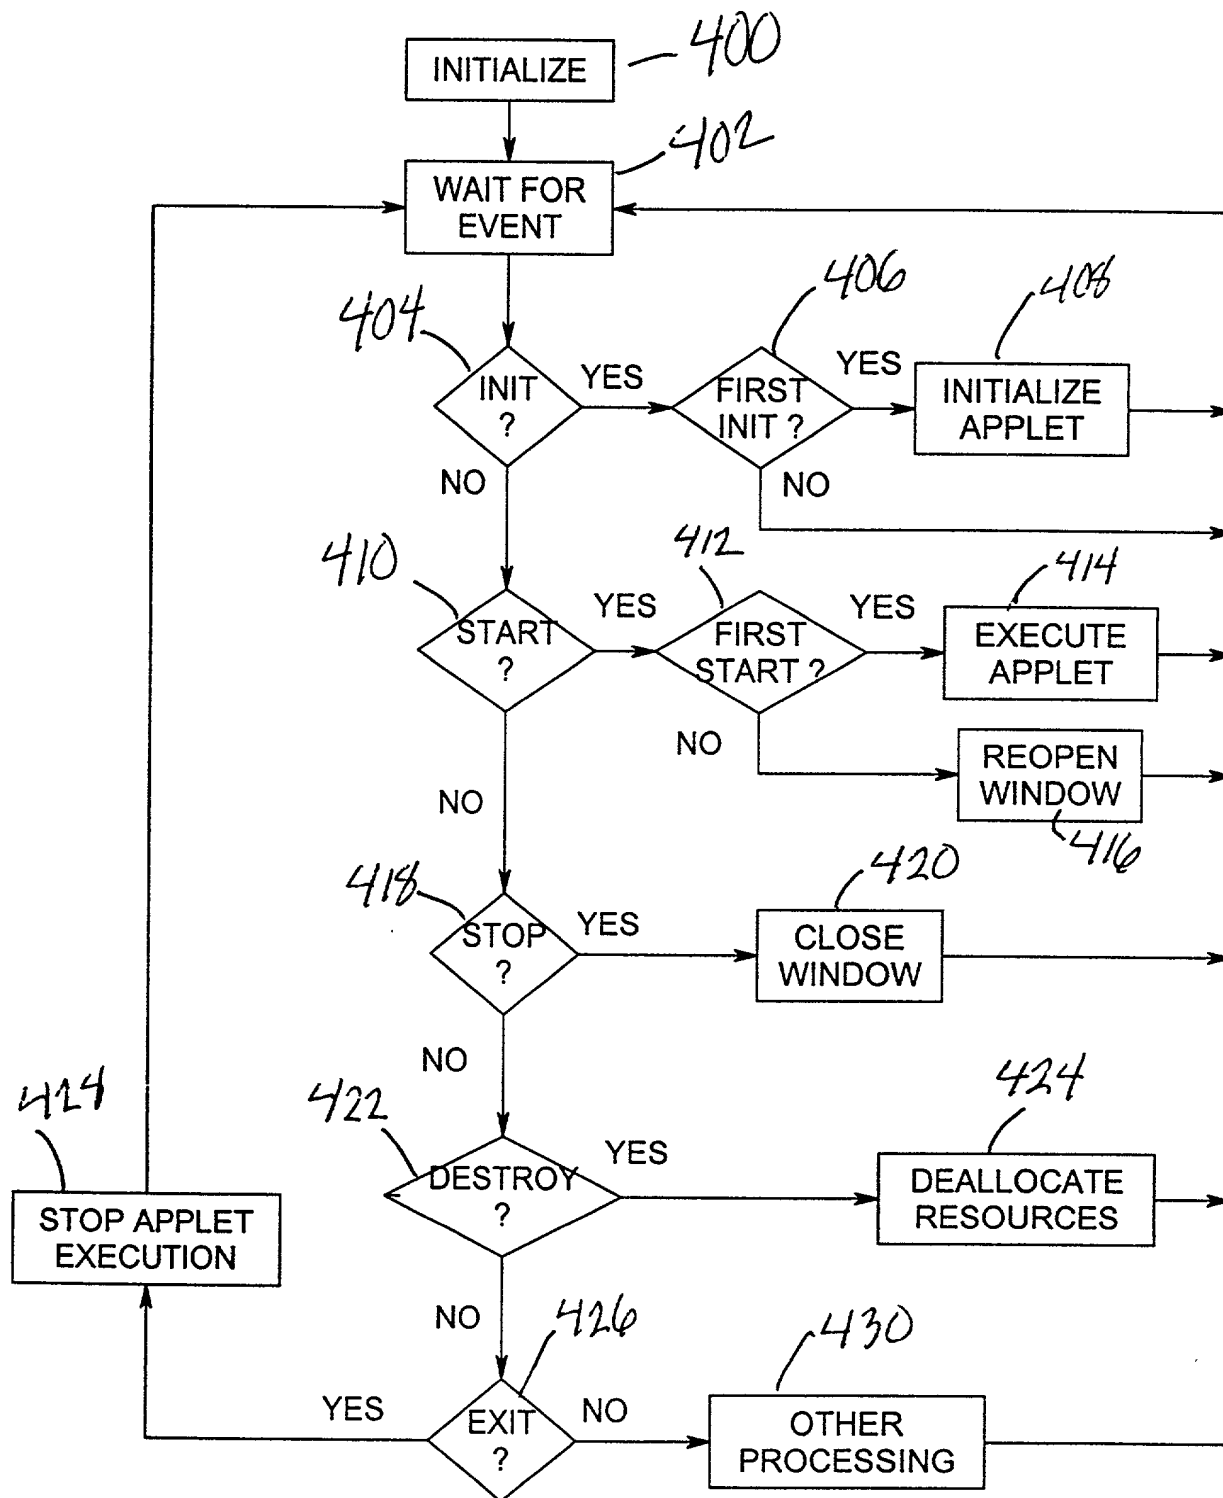 INITIALIZE
400
WAIT FOR
EVENT
402
404
INIT
?
YES
NO
406
FIRST
INIT ?
YES
NO
408
INITIALIZE
APPLET
410
START
?
YES
NO
412
FIRST
START ?
YES
NO
414
EXECUTE
APPLET
REOPEN
WINDOW
416
418
STOP
?
YES
NO
420
CLOSE
WINDOW
422
DESTROY
?
YES
NO
424
DEALLOCATE
RESOURCES
424
STOP APPLET
EXECUTION
426
EXIT
?
YES
NO
430
OTHER
PROCESSING